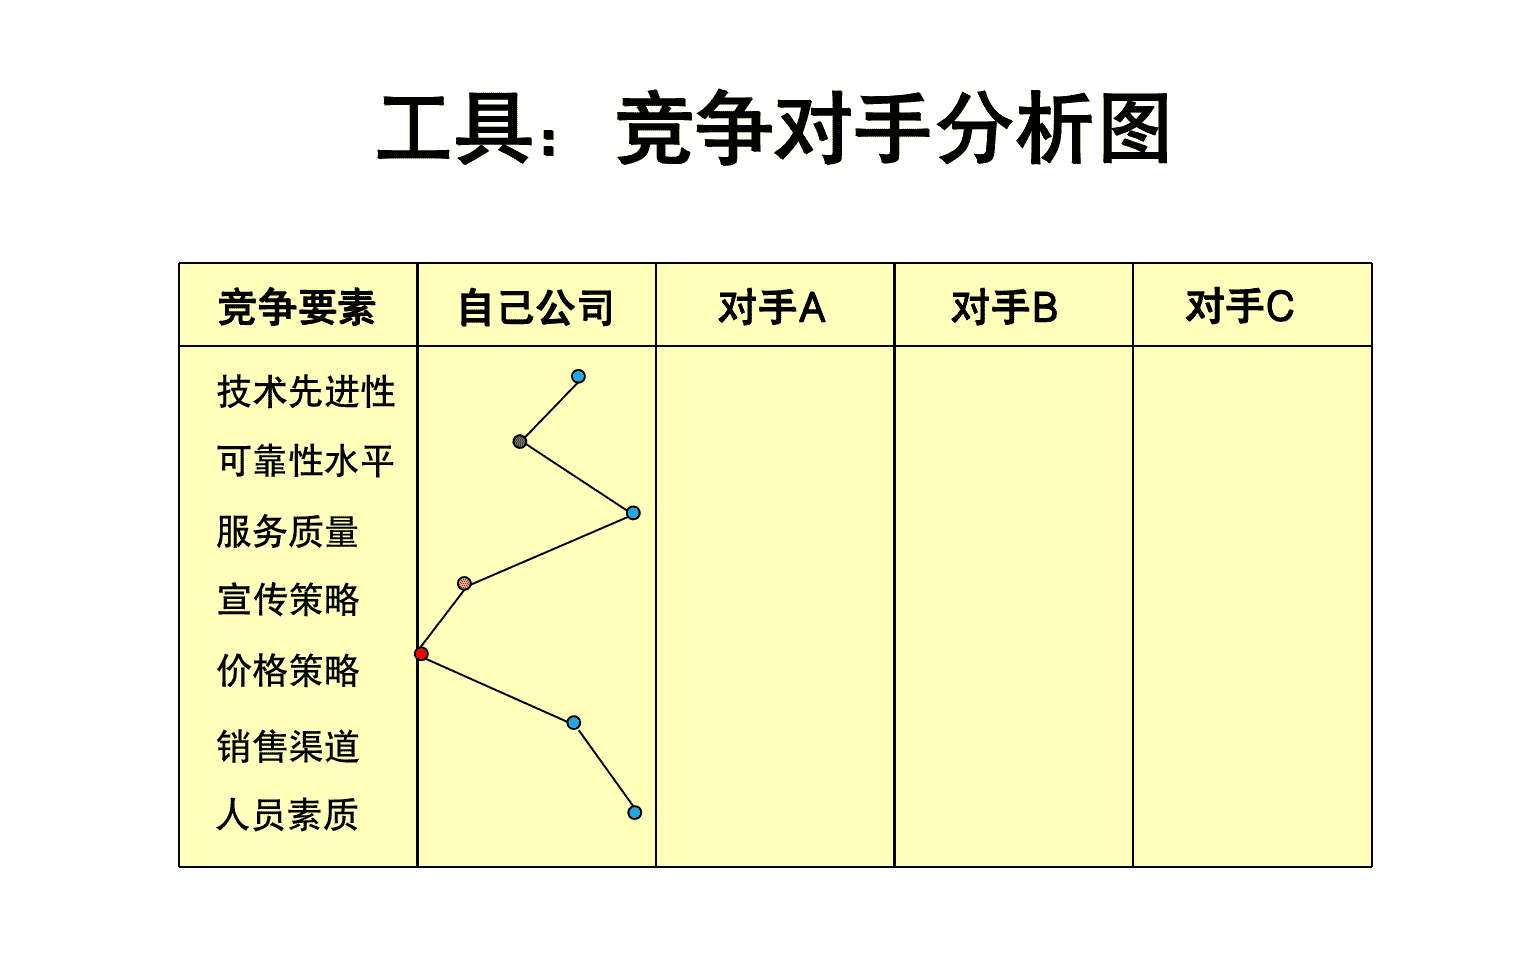 工具：竞争对手分析图
竞争要素 自己公司 对手A 对手B 对手C
技术先进性
可靠性水平
服务质量
宣传策略
价格策略
销售渠道
人员素质